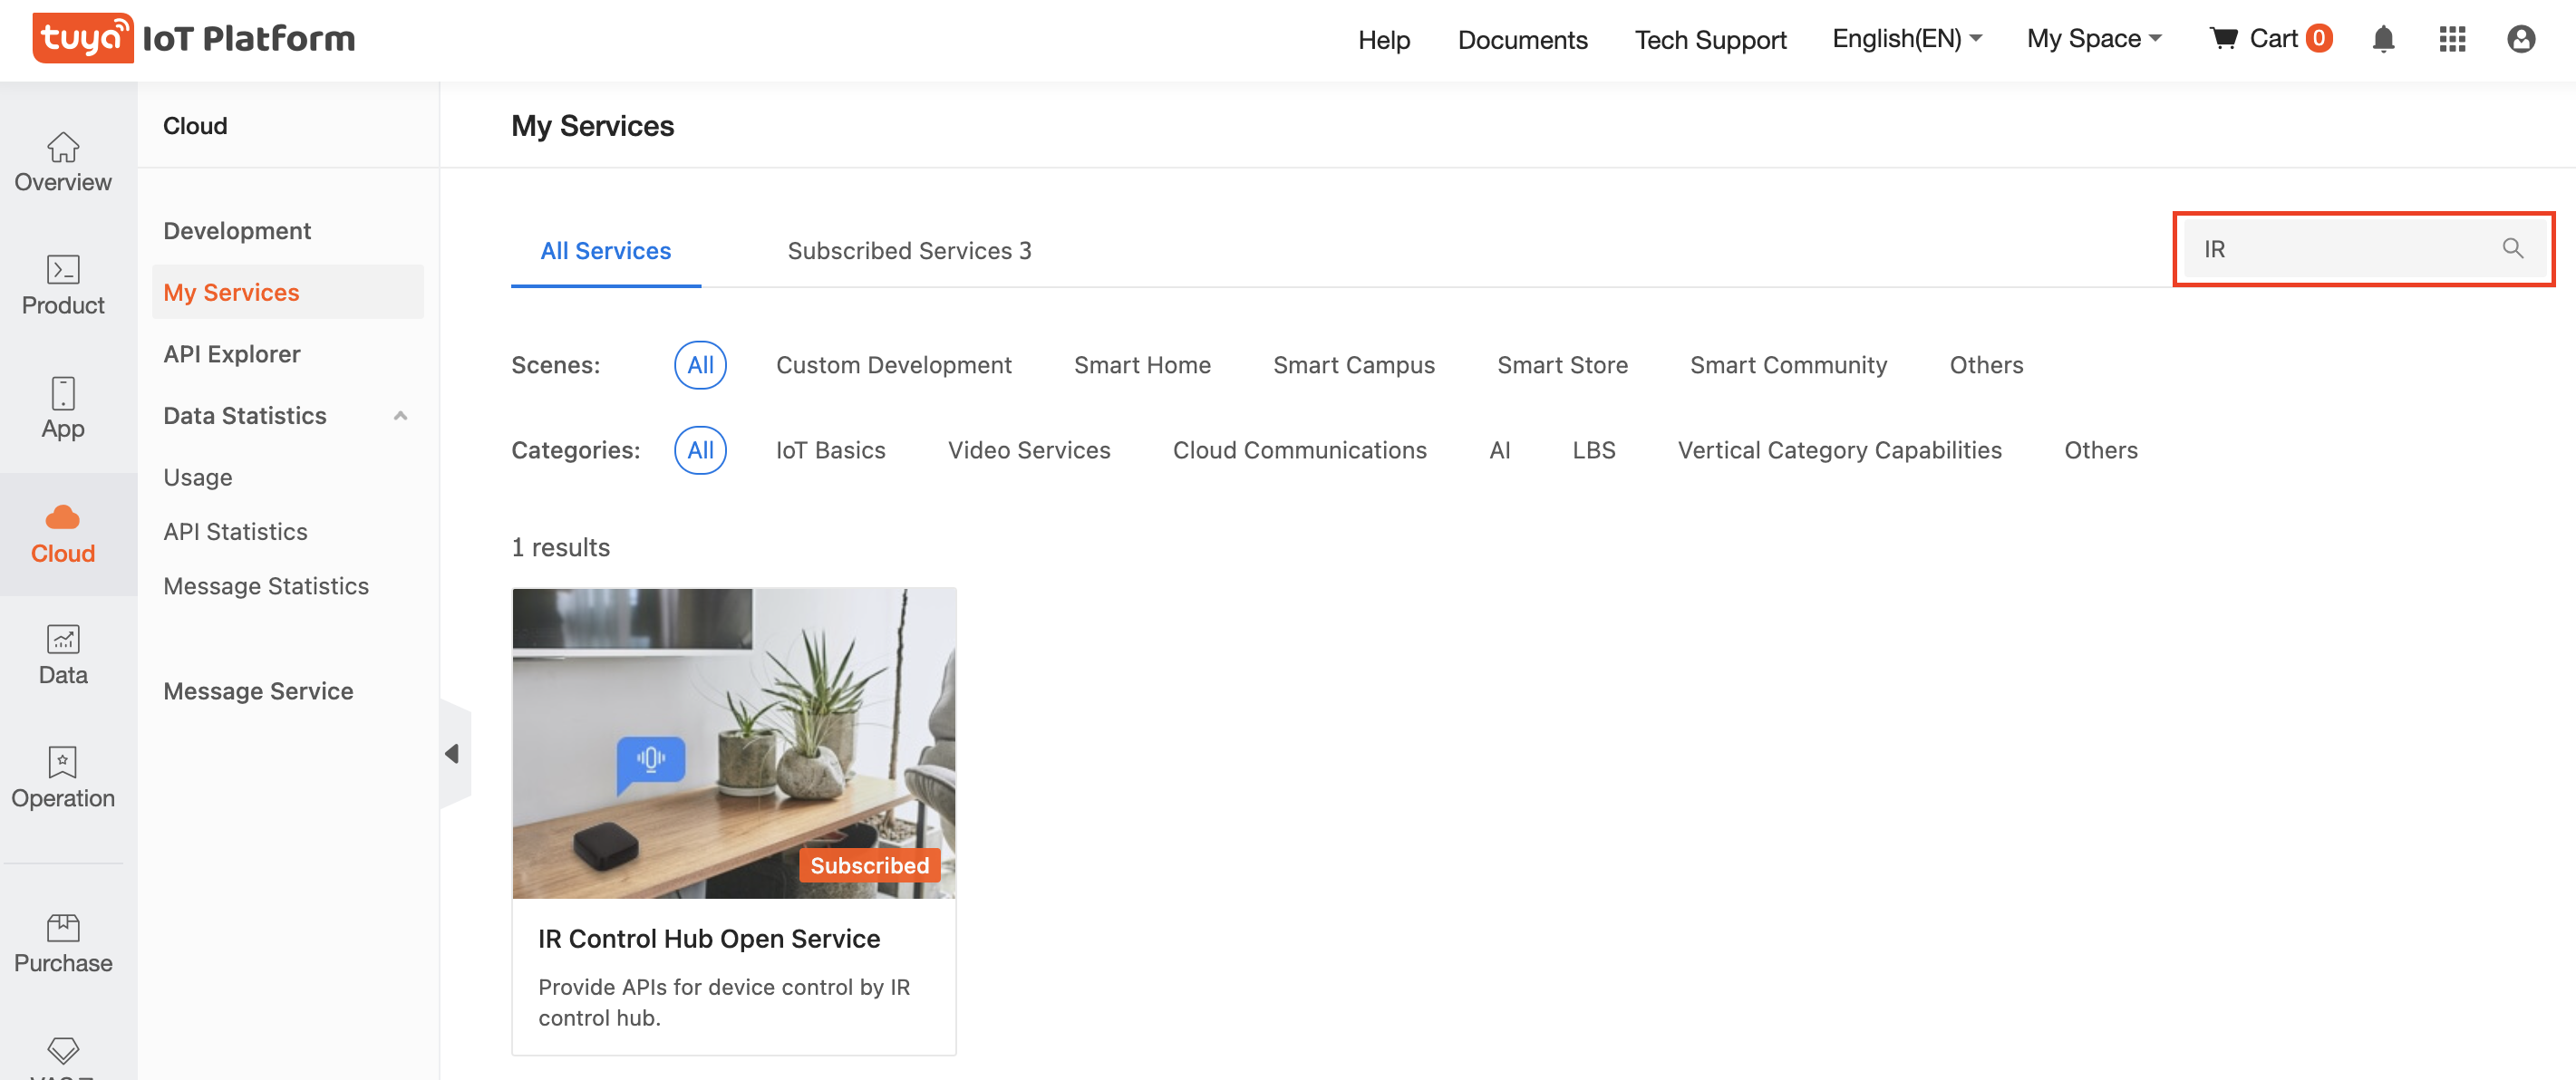 tuya IoT Platform
Help
Documents
Tech Support
English(EN)
My Space
Cart 0
Overview
Product
App
Cloud
Data
Operation
Purchase
Cloud
Development
My Services
API Explorer
Data Statistics
Usage
API Statistics
Message Statistics
Message Service
My Services
All Services
Subscribed Services 3
IR
Scenes: All Custom Development Smart Home Smart Campus Smart Store Smart Community Others
Categories: All IoT Basics Video Services Cloud Communications AI LBS Vertical Category Capabilities Others
1 results
Subscribed
IR Control Hub Open Service
Provide APIs for device control by IR
control hub.